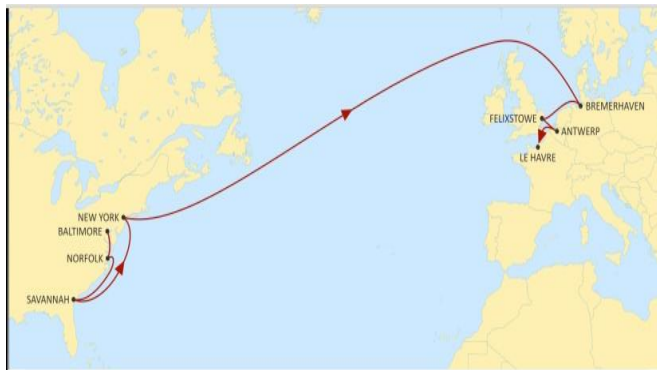 BREMERHAVEN
FELIXSTOWE
ANTWERP
LE HAVRE
NEW YORK
BALTIMORE
NORFOLK
SAVANNAH